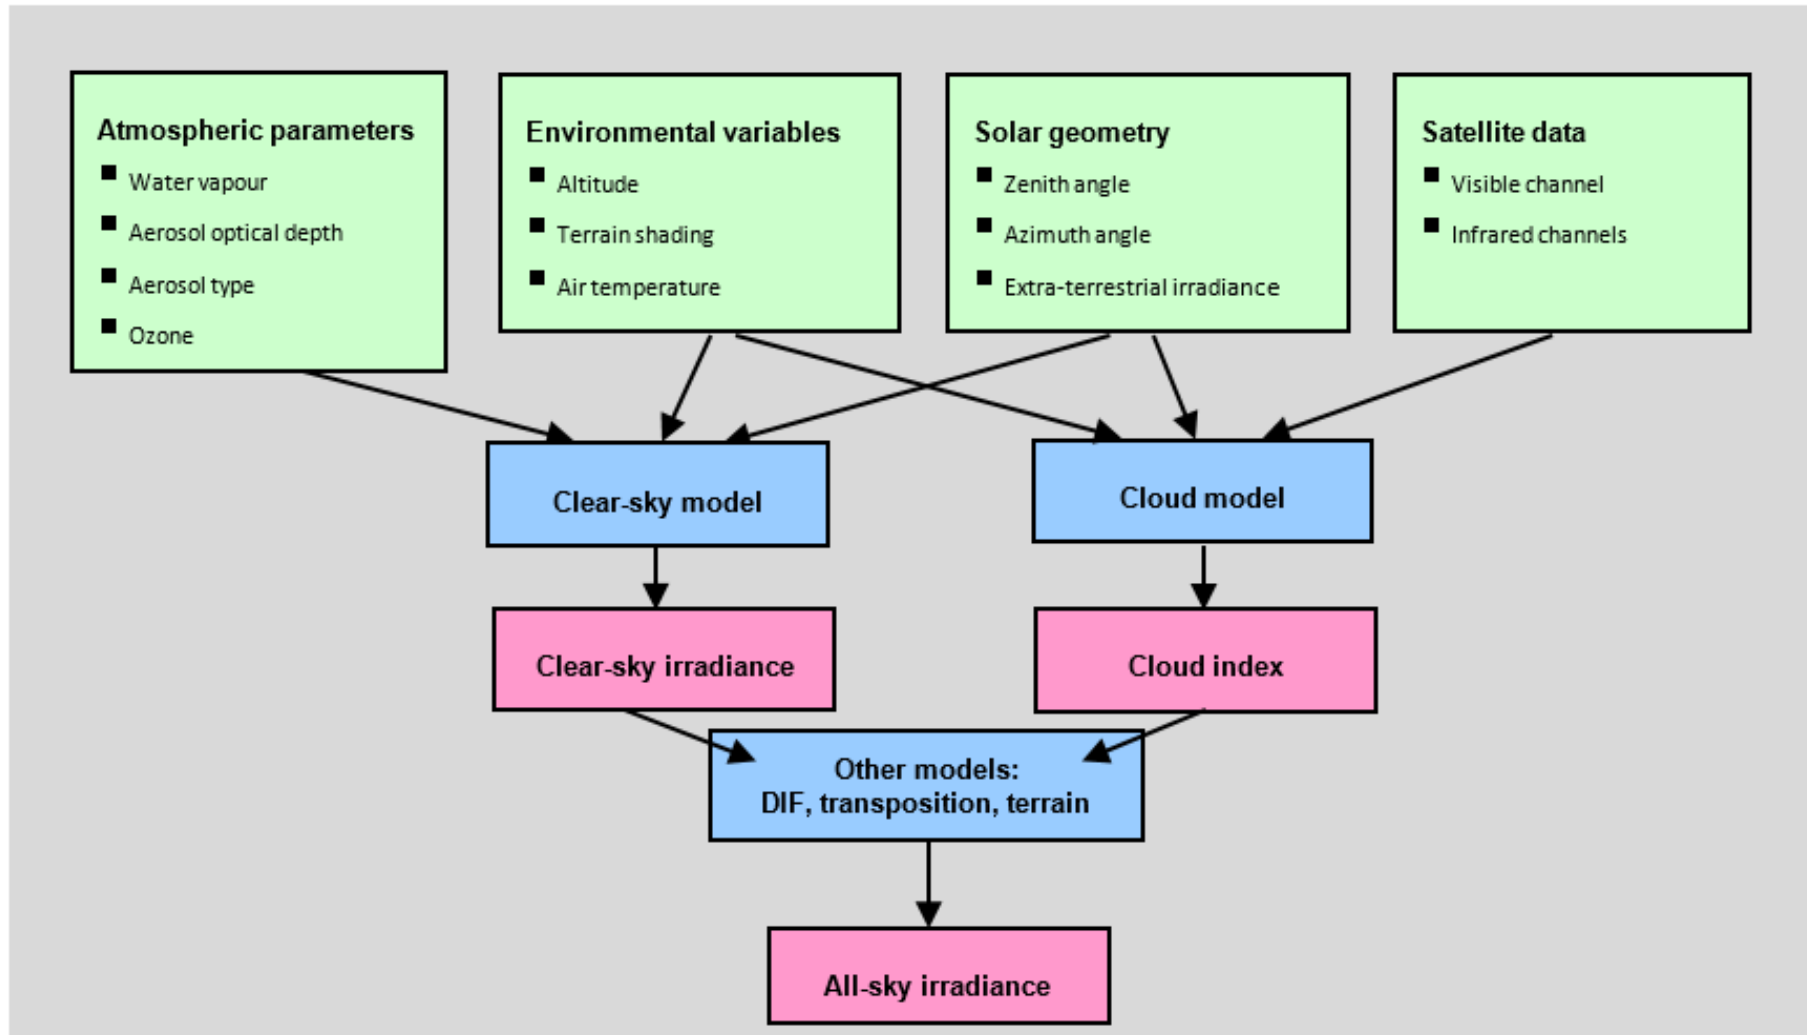 Atmospheric parameters
Water vapour
Aerosol optical depth
Aerosol type
Ozone
Environmental variables
Altitude
Terrain shading
Air temperature
Solar geometry
Zenith angle
Azimuth angle
Extra-terrestrial irradiance
Satellite data
Visible channel
Infrared channels
Clear-sky model
Cloud model
Clear-sky irradiance
Cloud index
Other models:
DIF, transposition, terrain
All-sky irradiance